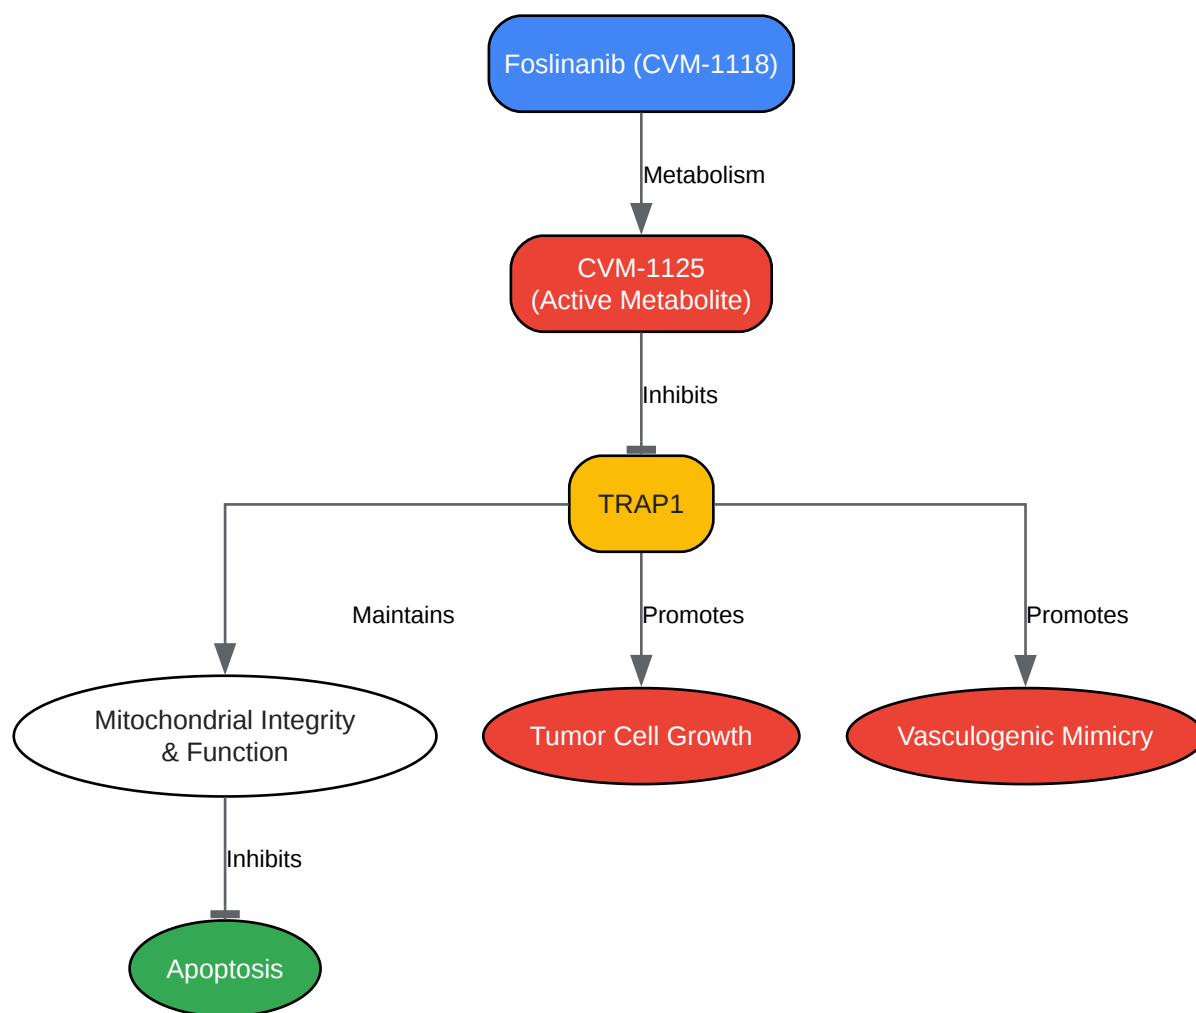 Foslinanib (CVM-1118)
Metabolism
CVM-1125
(Active Metabolite)
Inhibits
TRAP1
Maintains
Promotes
Promotes
Mitochondrial Integrity
& Function
Tumor Cell Growth
Vasculogenic Mimicry
Inhibits
Apoptosis